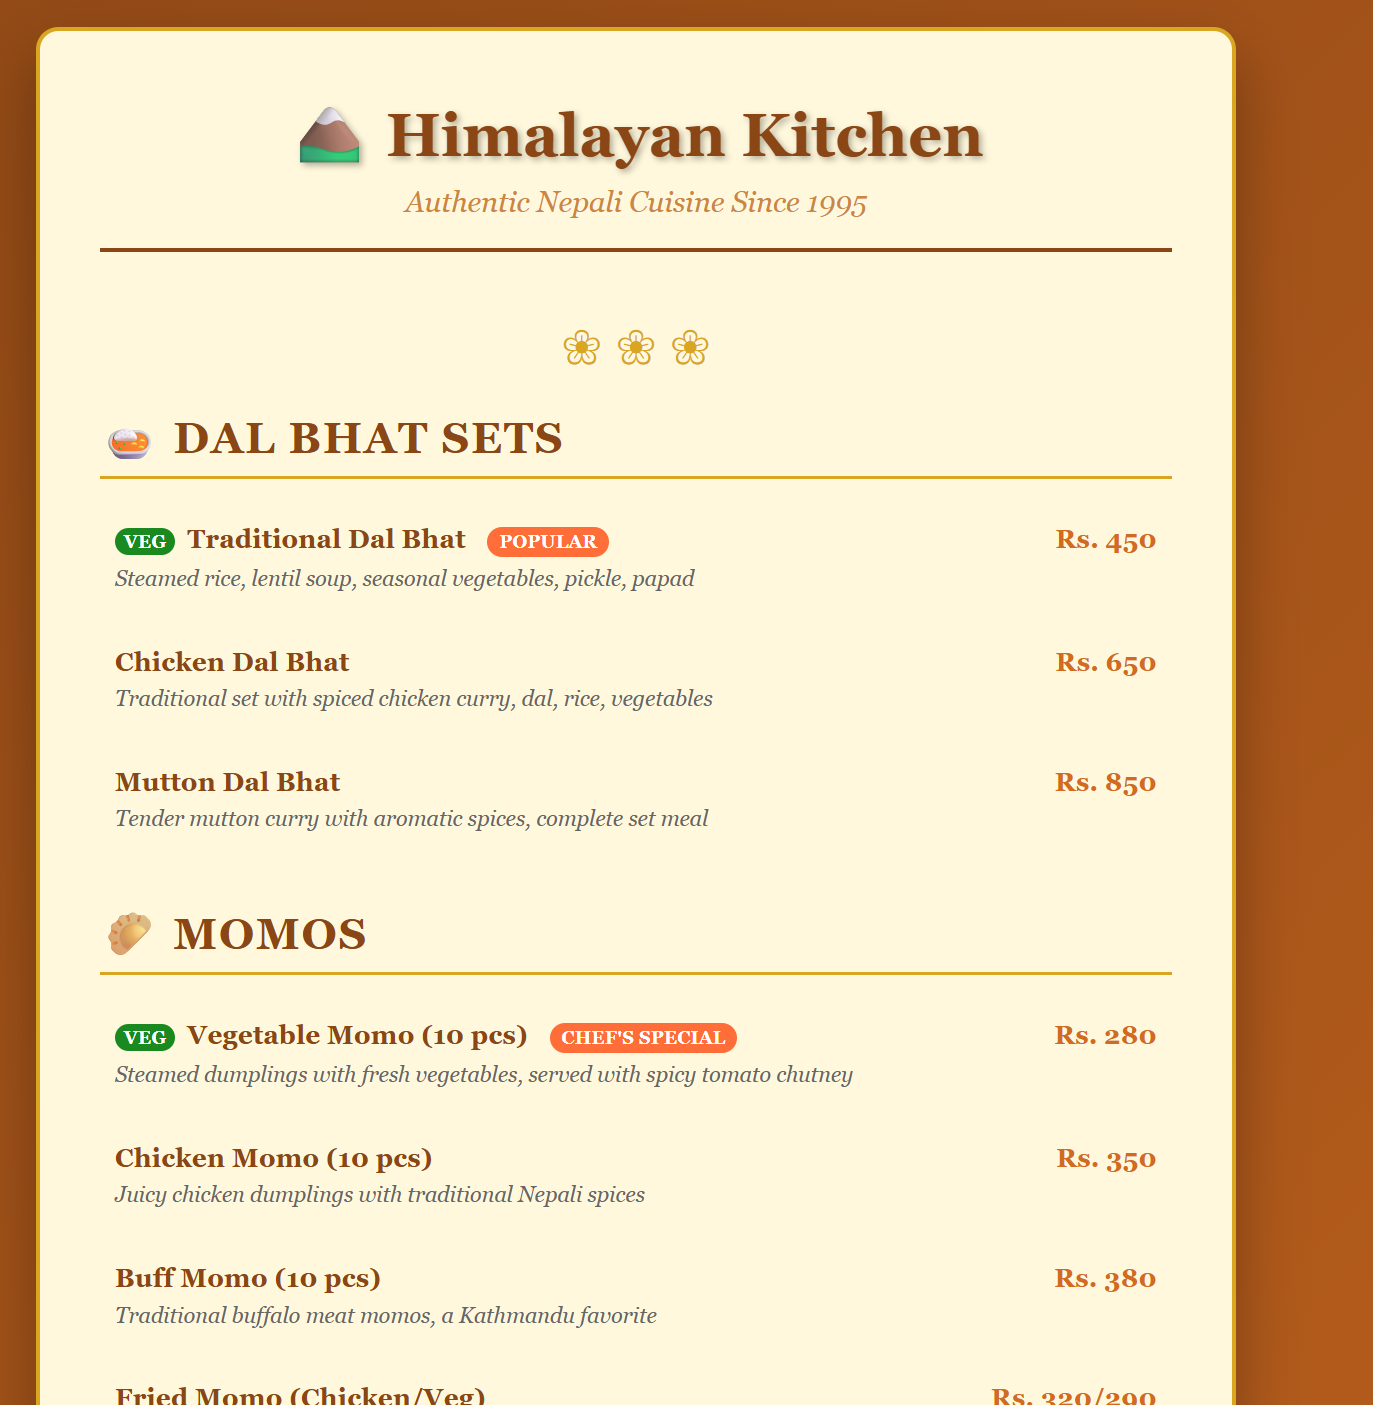 Himalayan Kitchen
Authentic Nepali Cuisine Since 1995
DAL BHAT SETS
VEG Traditional Dal Bhat POPULAR Rs. 450
Steamed rice, lentil soup, seasonal vegetables, pickle, papad
Chicken Dal Bhat Rs. 650
Traditional set with spiced chicken curry, dal, rice, vegetables
Mutton Dal Bhat Rs. 850
Tender mutton curry with aromatic spices, complete set meal
MOMOS
VEG Vegetable Momo (10 pcs) CHEF'S SPECIAL Rs. 280
Steamed dumplings with fresh vegetables, served with spicy tomato chutney
Chicken Momo (10 pcs) Rs. 350
Juicy chicken dumplings with traditional Nepali spices
Buff Momo (10 pcs) Rs. 380
Traditional buffalo meat momos, a Kathmandu favorite
Fried Momo (Chicken/Veg) Rs. 320/290